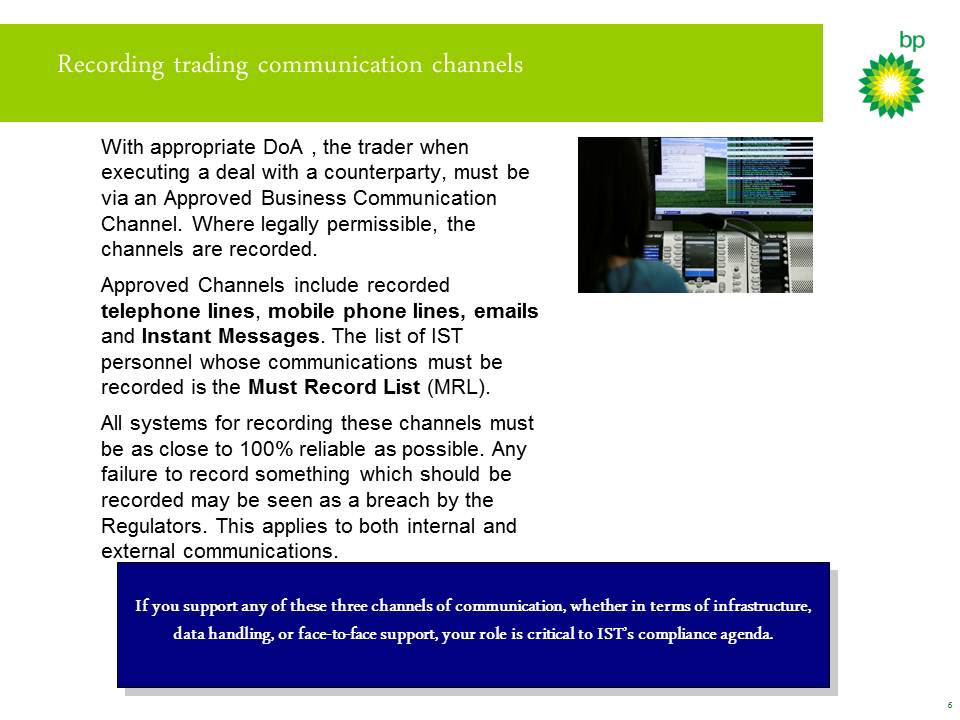 bp
Recording trading communication channels
With appropriate DoA , the trader when
executing a deal with a counterparty, must be
via an Approved Business Communication
Channel. Where legally permissible, the
channels are recorded.
Approved Channels include recorded
telephone lines, mobile phone lines, emails
and Instant Messages. The list of IST
personnel whose communications must be
recorded is the Must Record List (MRL).
All systems for recording these channels must
be as close to 100% reliable as possible. Any
failure to record something which should be
recorded may be seen as a breach by the
Regulators. This applies to both internal and
external communications.
If you support any of these three channels of communication, whether in terms of infrastructure,
data handling, or face-to-face support, your role is critical to IST's compliance agenda.
6